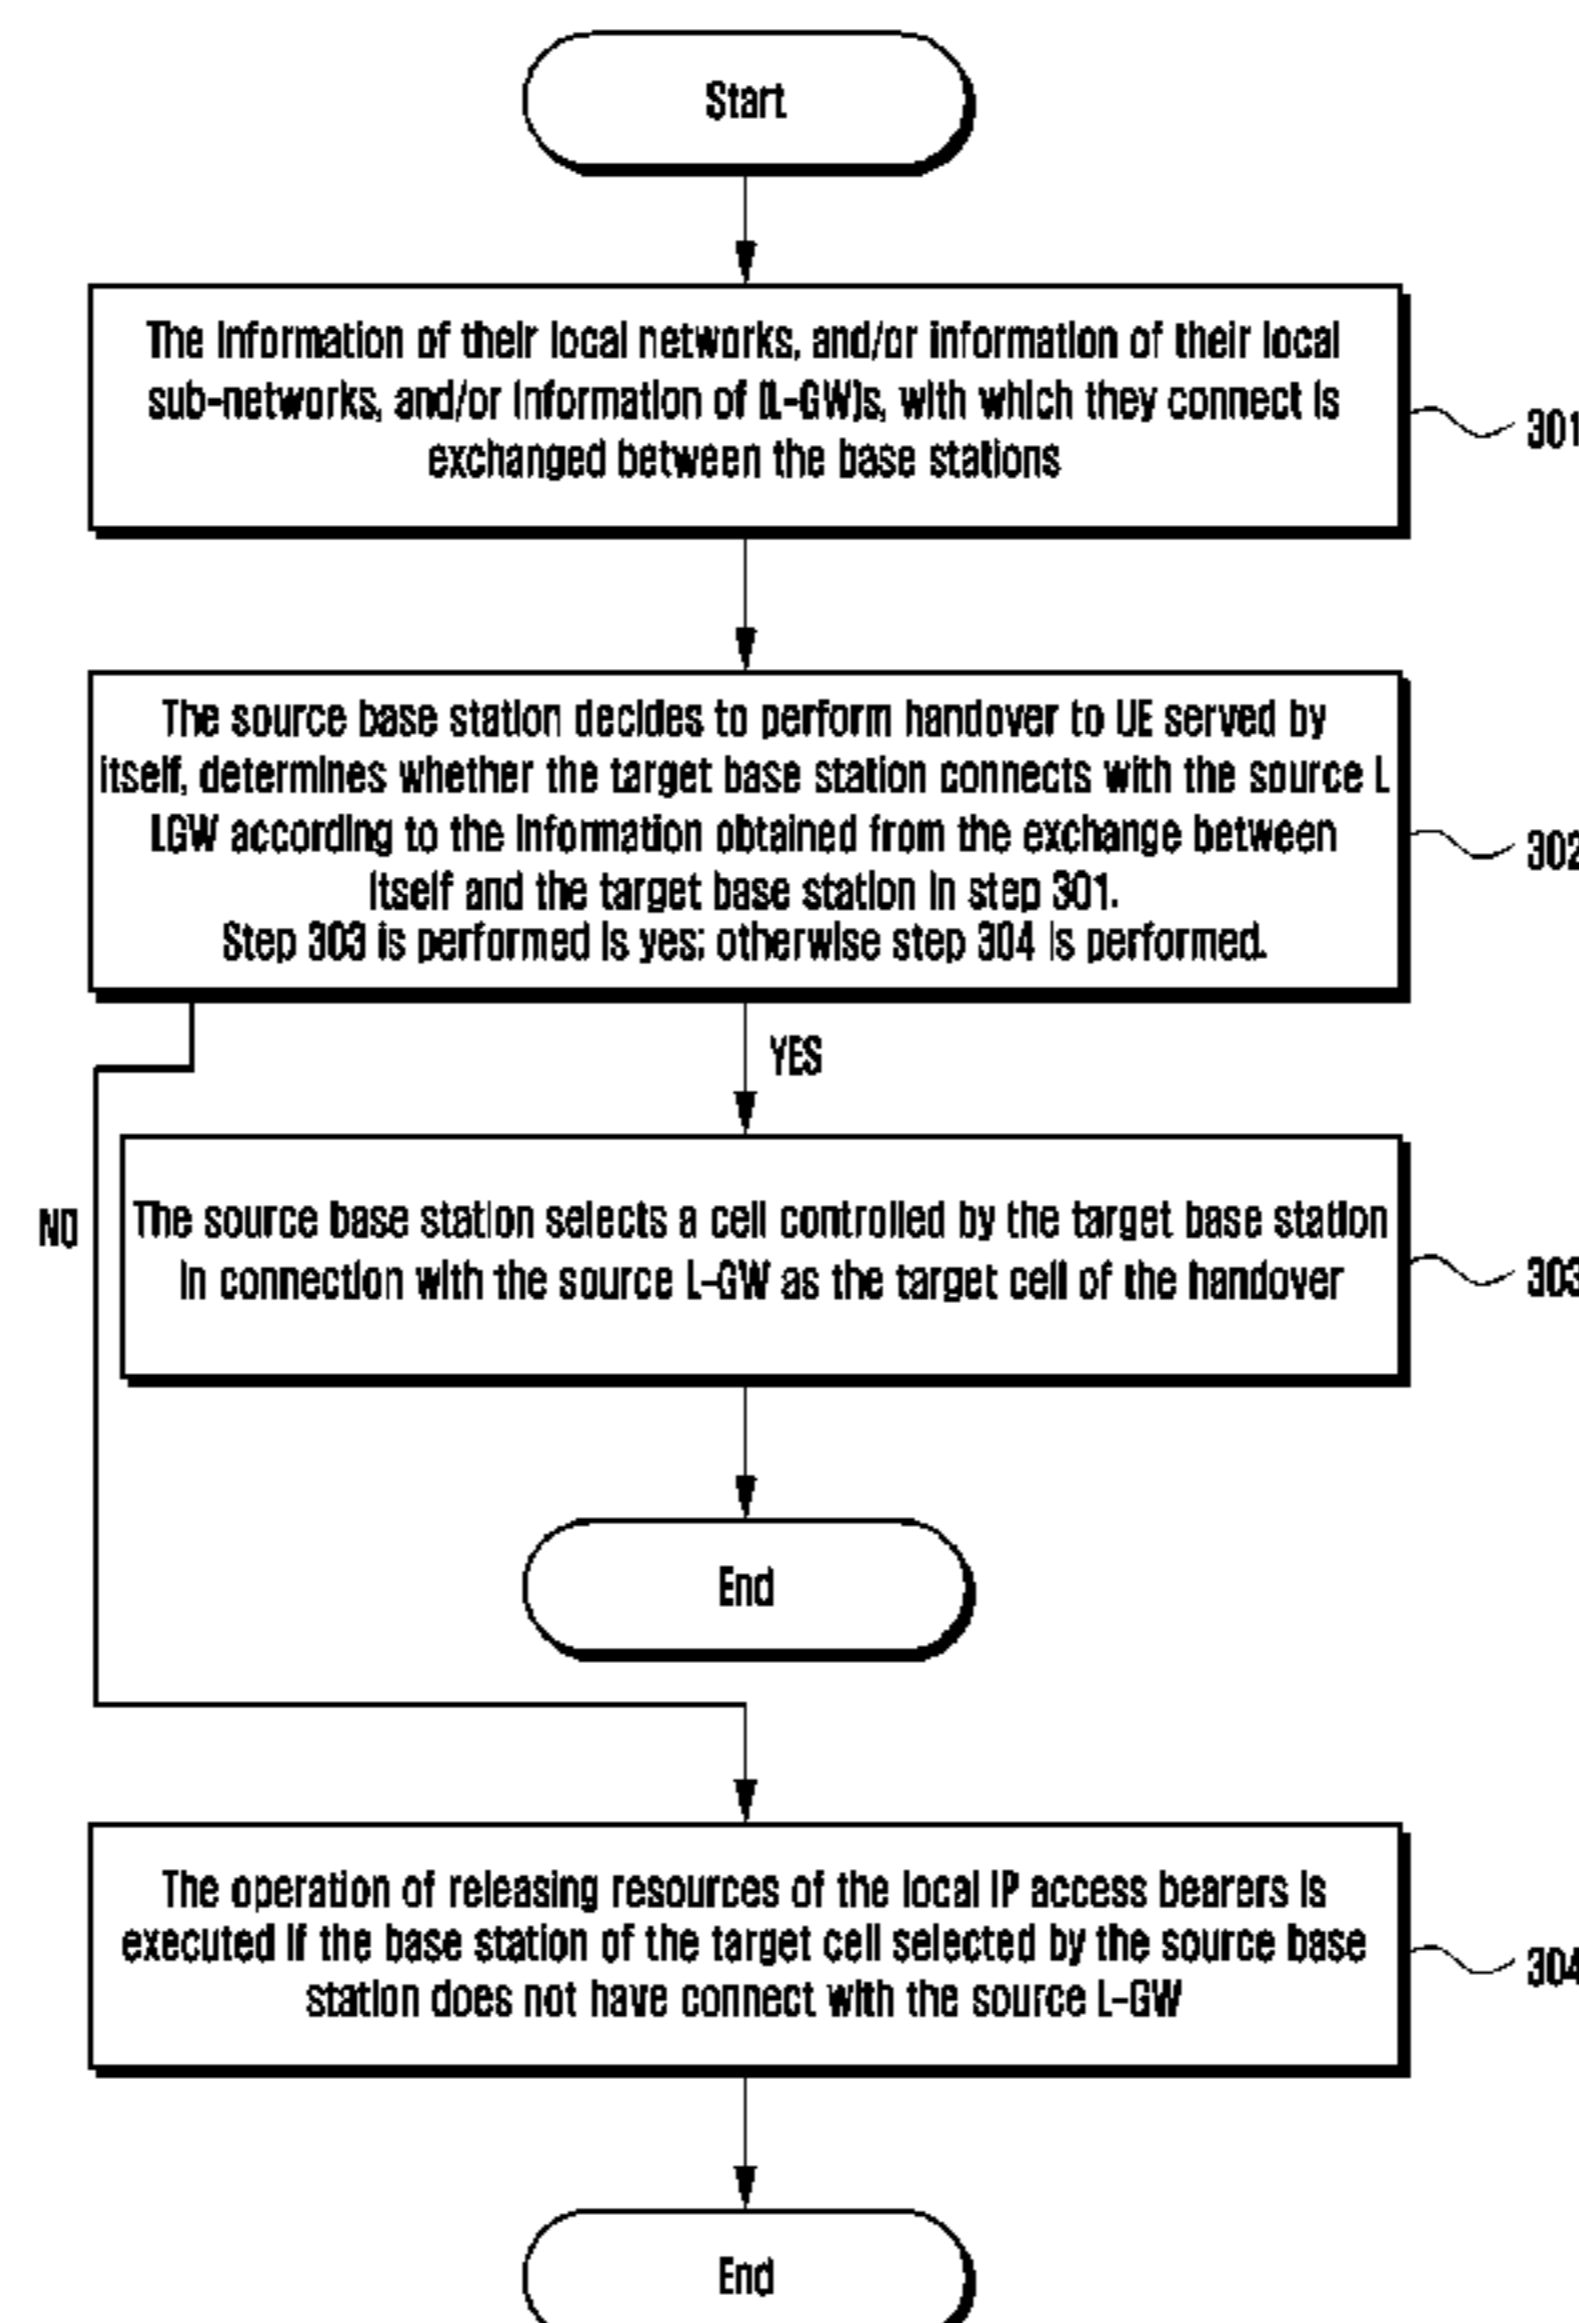 Start
The information of their local networks, and/or information of their local
sub-networks, and/or information of (L-GW)s, with which they connect is
exchanged between the base stations
301
The source base station decides to perform handover to UE served by
itself, determines whether the target base station connects with the source L
LGW according to the information obtained from the exchange between
itself and the target base station in step 301.
Step 303 is performed is yes; otherwise step 304 is performed.
302
YES
NO
The source base station selects a cell controlled by the target base station
in connection with the source L-GW as the target cell of the handover
303
End
The operation of releasing resources of the local IP access bearers is
executed if the base station of the target cell selected by the source base
station does not have connect with the source L-GW
304
End